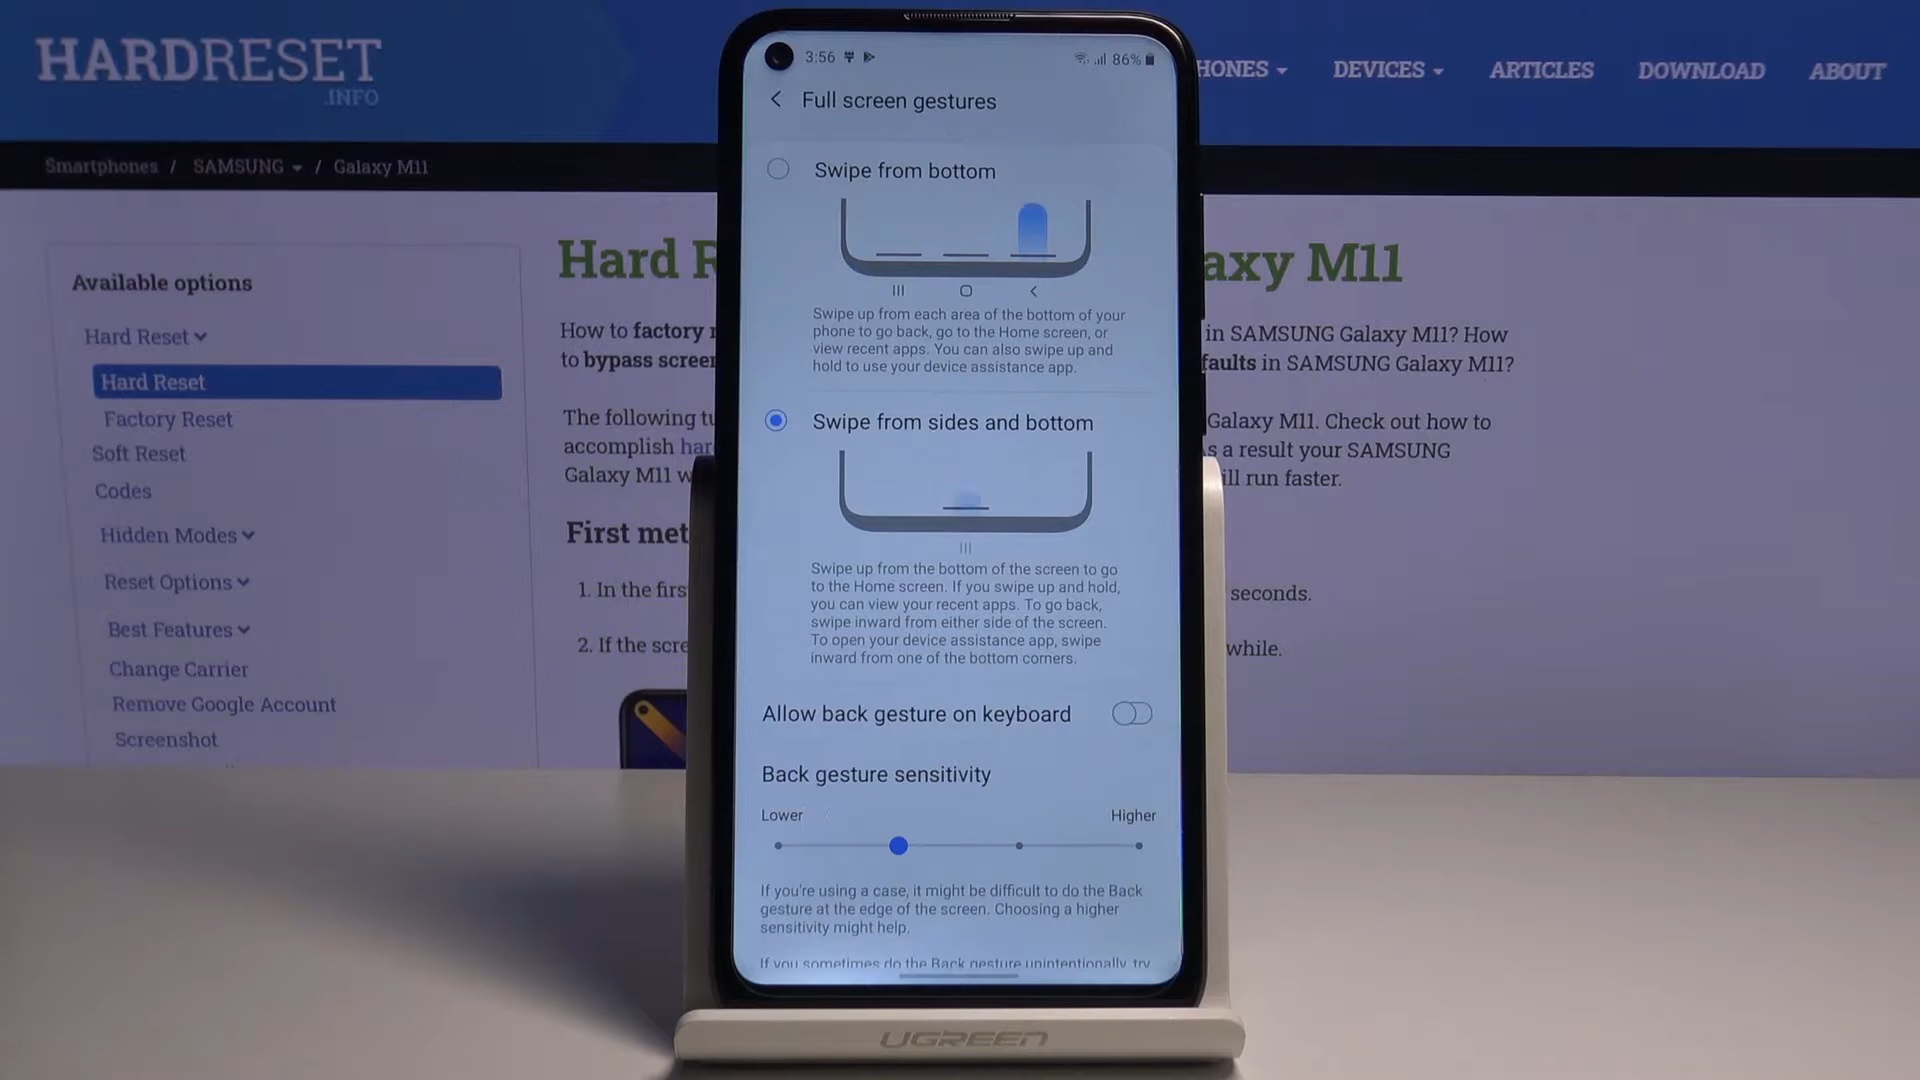 HARDRESET
.INFO
HONES
DEVICES
ARTICLES
DOWNLOAD
ABOUT
Smartphones / SAMSUNG / Galaxy M11
Available options
Hard Reset
Hard Reset
Factory Reset
Soft Reset
Codes
Hidden Modes
Reset Options
Best Features
Change Carrier
Remove Google Account
Screenshot
Hard R
axy M11
How to factory r
in SAMSUNG Galaxy M11? How
to bypass screen
faults in SAMSUNG Galaxy M11?
The following tu
Galaxy M11. Check out how to
accomplish har
s a result your SAMSUNG
Galaxy M11 w
ill run faster.
First met
1. In the firs
seconds.
2. If the scre
while.
3:56
86%
Full screen gestures
Swipe from bottom
Swipe up from each area of the bottom of your
phone to go back, go to the Home screen, or
view recent apps. You can also swipe up and
hold to use your device assistance app.
Swipe from sides and bottom
Swipe up from the bottom of the screen to go
to the Home screen. If you swipe up and hold,
you can view your recent apps. To go back,
swipe inward from either side of the screen.
To open your device assistance app, swipe
inward from one of the bottom corners.
Allow back gesture on keyboard
Back gesture sensitivity
Lower
Higher
If you're using a case, it might be difficult to do the Back
gesture at the edge of the screen. Choosing a higher
sensitivity might help.
If you sometimes do the Back gesture unintentionally, try
UGREEN